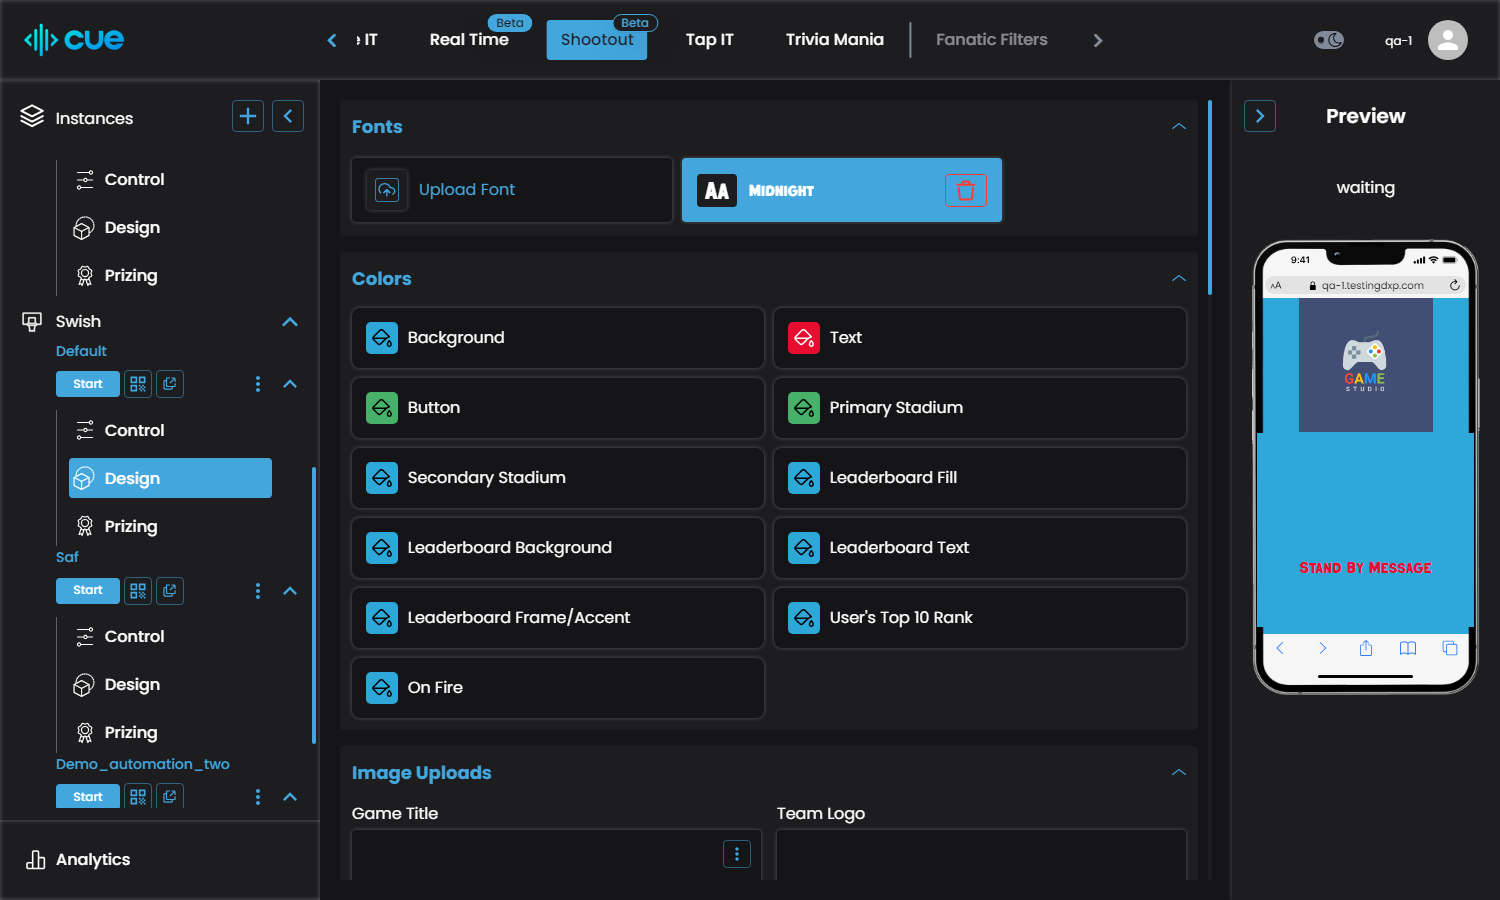 cue
IT
Real Time
Beta
Shootout
Beta
Tap IT
Trivia Mania
Fanatic Filters
qa-1
Instances
Control
Design
Prizing
Swish
Default
Start
Control
Design
Prizing
Saf
Start
Control
Design
Prizing
Demo_automation_two
Start
Analytics
Fonts
Upload Font
AA
Midnight
Colors
Background
Text
Button
Primary Stadium
Secondary Stadium
Leaderboard Fill
Leaderboard Background
Leaderboard Text
Leaderboard Frame/Accent
User's Top 10 Rank
On Fire
Image Uploads
Game Title
Team Logo
Preview
waiting
9:41
AA
qa-1.testingdxp.com
GAME
STUDIO
Stand By Message